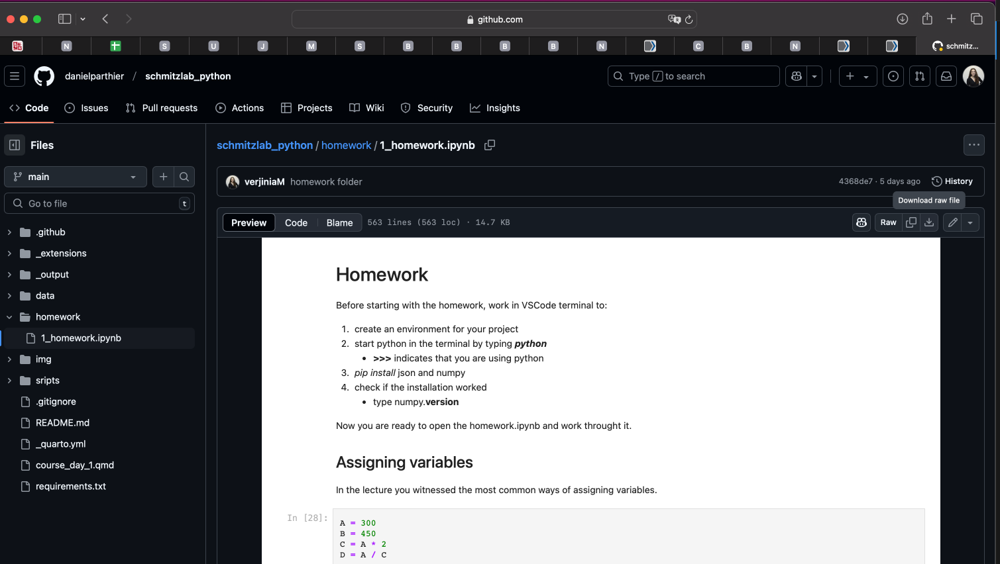 github.com
N
S
U
J
M
S
B
B
B
B
N
C
B
N
schmitz...
danielparthier / schmitzlab_python
Type / to search
Code
Issues
Pull requests
Actions
Projects
Wiki
Security
Insights
Files
main
Go to file
t
.github
_extensions
_output
data
homework
1_homework.ipynb
img
sripts
.gitignore
README.md
_quarto.yml
course_day_1.qmd
requirements.txt
schmitzlab_python / homework / 1_homework.ipynb
verjiniaM homework folder
4368de7 · 5 days ago
History
Download raw file
Preview
Code
Blame
563 lines (563 loc) · 14.7 KB
Raw
Homework
Before starting with the homework, work in VSCode terminal to:
1. create an environment for your project
2. start python in the terminal by typing python
• >>> indicates that you are using python
3. pip install json and numpy
4. check if the installation worked
• type numpy.version
Now you are ready to open the homework.ipynb and work throught it.
Assigning variables
In the lecture you witnessed the most common ways of assigning variables.
In [28]:
A = 300
B = 450
C = A * 2
D = A / C